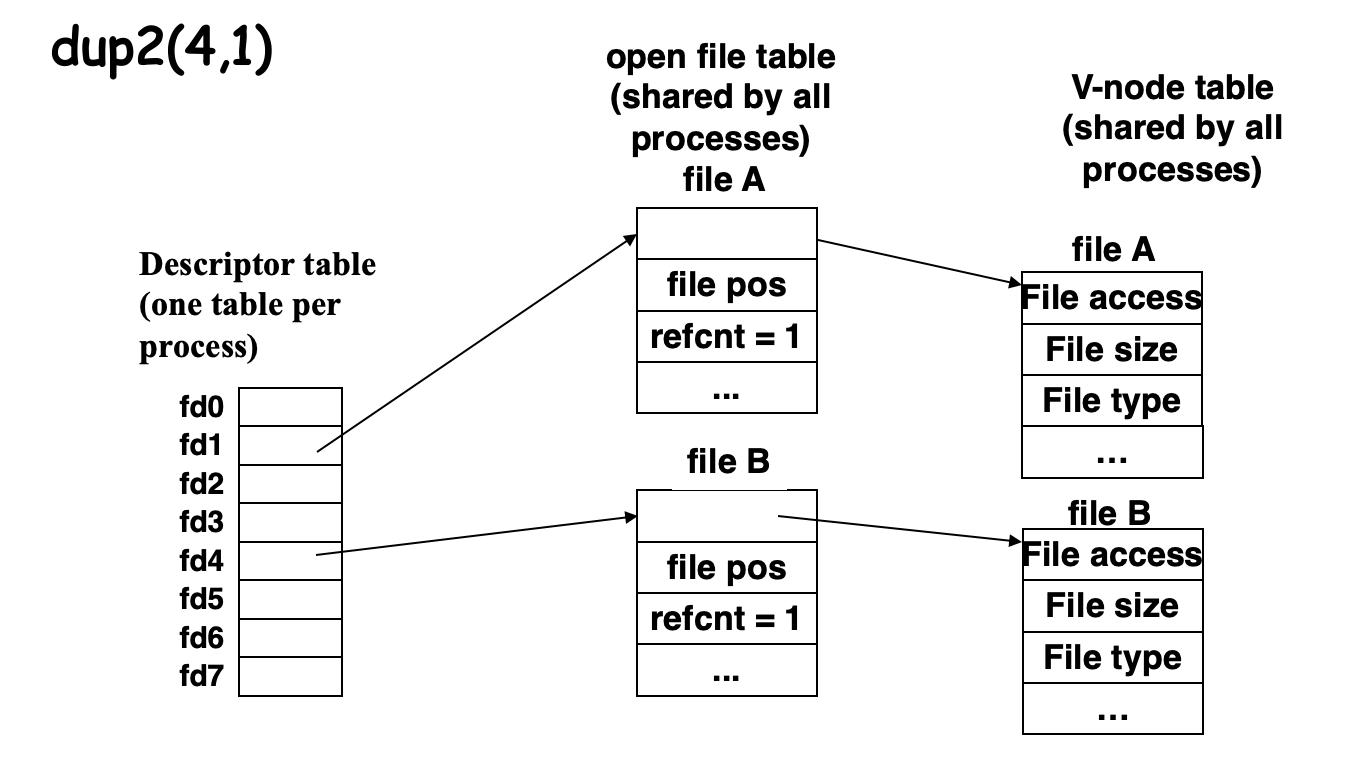 dup2(4,1)
open file table
(shared by all
processes)
file A
V-node table
(shared by all
processes)
Descriptor table
(one table per
process)
fd0
fd1
fd2
fd3
fd4
fd5
fd6
fd7
file pos
refcnt = 1
...
file B
file pos
refcnt = 1
...
file A
File access
File size
File type
...
file B
File access
File size
File type
...